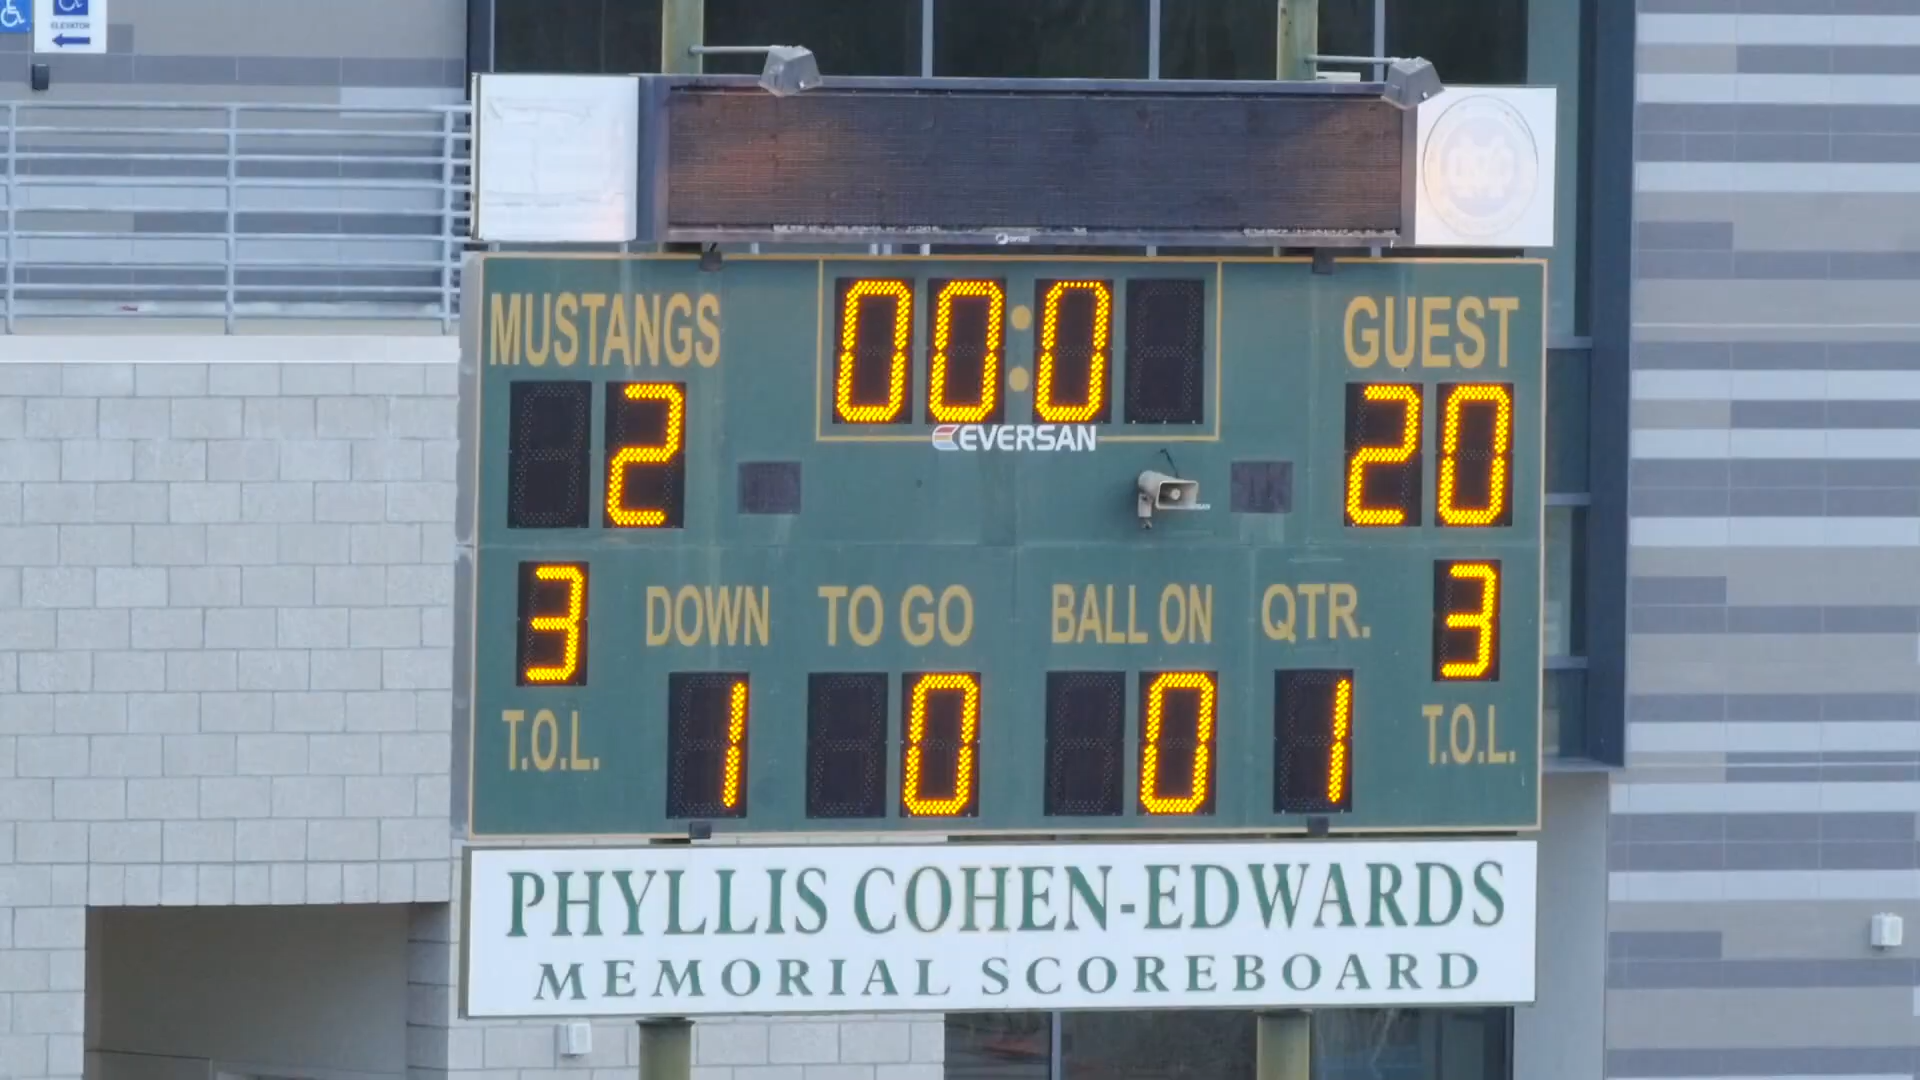 ELEVATOR
MUSTANGS
00:0
GUEST
2
20
EVERSAN
3
DOWN
TO GO
BALL ON
QTR.
3
T.O.L.
1
0
0
1
T.O.L.
PHYLLIS COHEN-EDWARDS
MEMORIAL SCOREBOARD